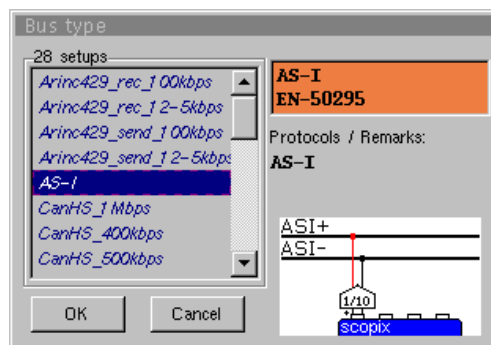 Bus type
28 setups
Arinc429_rec_100kbps
Arinc429_rec_12-5kbps
Arinc429_send_100kbps
Arinc429_send_12-5kbps
AS-I
CanHS_1Mbps
CanHS_400kbps
CanHS_500kbps
OK
Cancel
AS-I
EN-50295
Protocols / Remarks:
AS-I
ASI+
ASI-
1/10
scopix